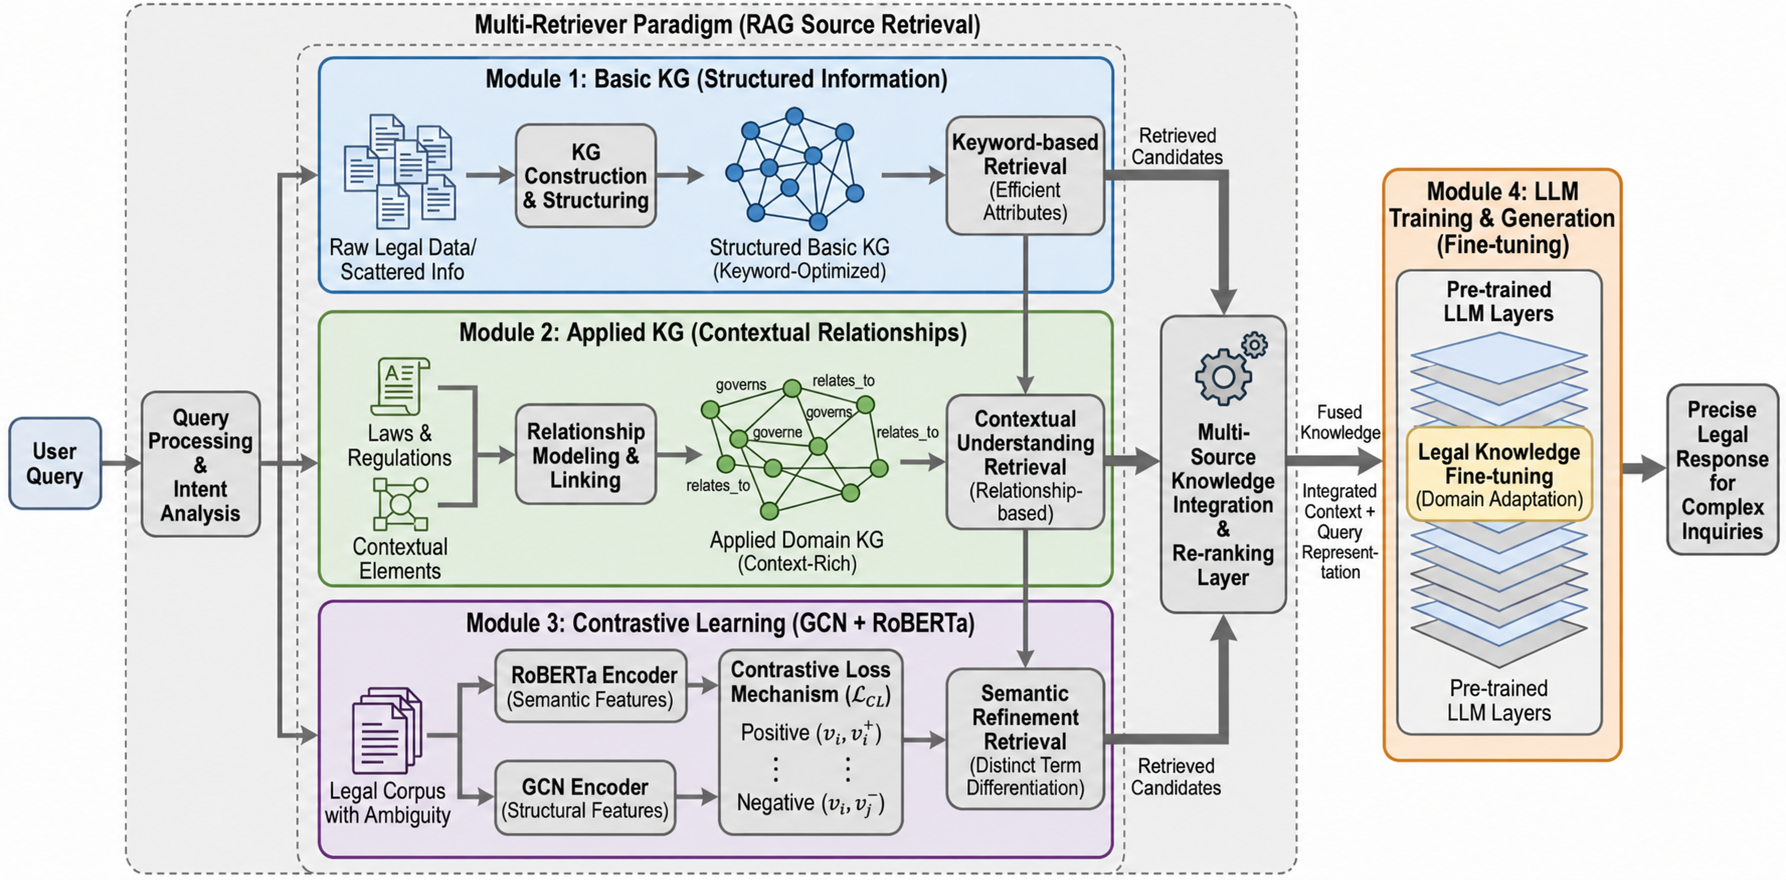 Multi-Retriever Paradigm (RAG Source Retrieval)
Module 1: Basic KG (Structured Information)
Raw Legal Data/
Scattered Info
KG
Construction
& Structuring
Structured Basic KG
(Keyword-Optimized)
Keyword-based
Retrieval
(Efficient
Attributes)
Retrieved
Candidates
Module 2: Applied KG (Contextual Relationships)
A
Laws &
Regulations
Contextual
Elements
Relationship
Modeling &
Linking
governs
relates_to
governs
governe
relates_to
relates_to
Applied Domain KG
(Context-Rich)
Contextual
Understanding
Retrieval
(Relationship-
based)
User
Query
Query
Processing
&
Intent
Analysis
Module 3: Contrastive Learning (GCN + RoBERTa)
Legal Corpus
with Ambiguity
RoBERTa Encoder
(Semantic Features)
GCN Encoder
(Structural Features)
Contrastive Loss
Mechanism (ℒ_CL)
Positive (v_i, v_i^+)
⋮ ⋮
Negative (v_i, v_j^−)
Semantic
Refinement
Retrieval
(Distinct Term
Differentiation)
Retrieved
Candidates
Multi-
Source
Knowledge
Integration
&
Re-ranking
Layer
Fused
Knowledge
Integrated
Context +
Query
Represent-
tation
Module 4: LLM
Training & Generation
(Fine-tuning)
Pre-trained
LLM Layers
Legal Knowledge
Fine-tuning
(Domain Adaptation)
Pre-trained
LLM Layers
Precise
Legal
Response
for
Complex
Inquiries